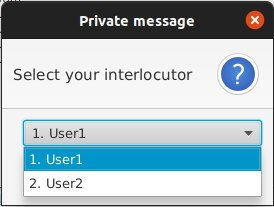 Private message
Select your interlocutor
?
1. User1
1. User1
2. User2